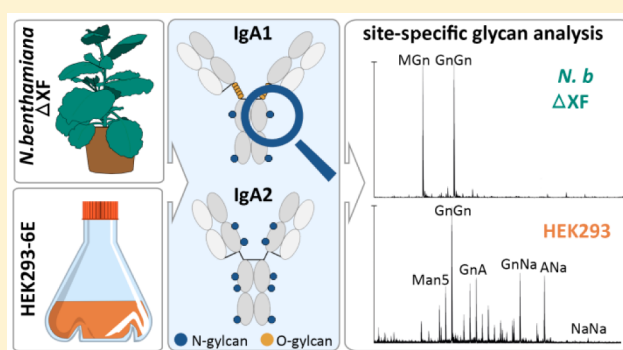 N.benthamiana
ΔXF
HEK293-6E
IgA1
IgA2
N-gylcan
O-gylcan
site-specific glycan analysis
MGn
GnGn
N. b
ΔXF
GnGn
HEK293
Man5
GnA
GnNa
ANa
NaNa